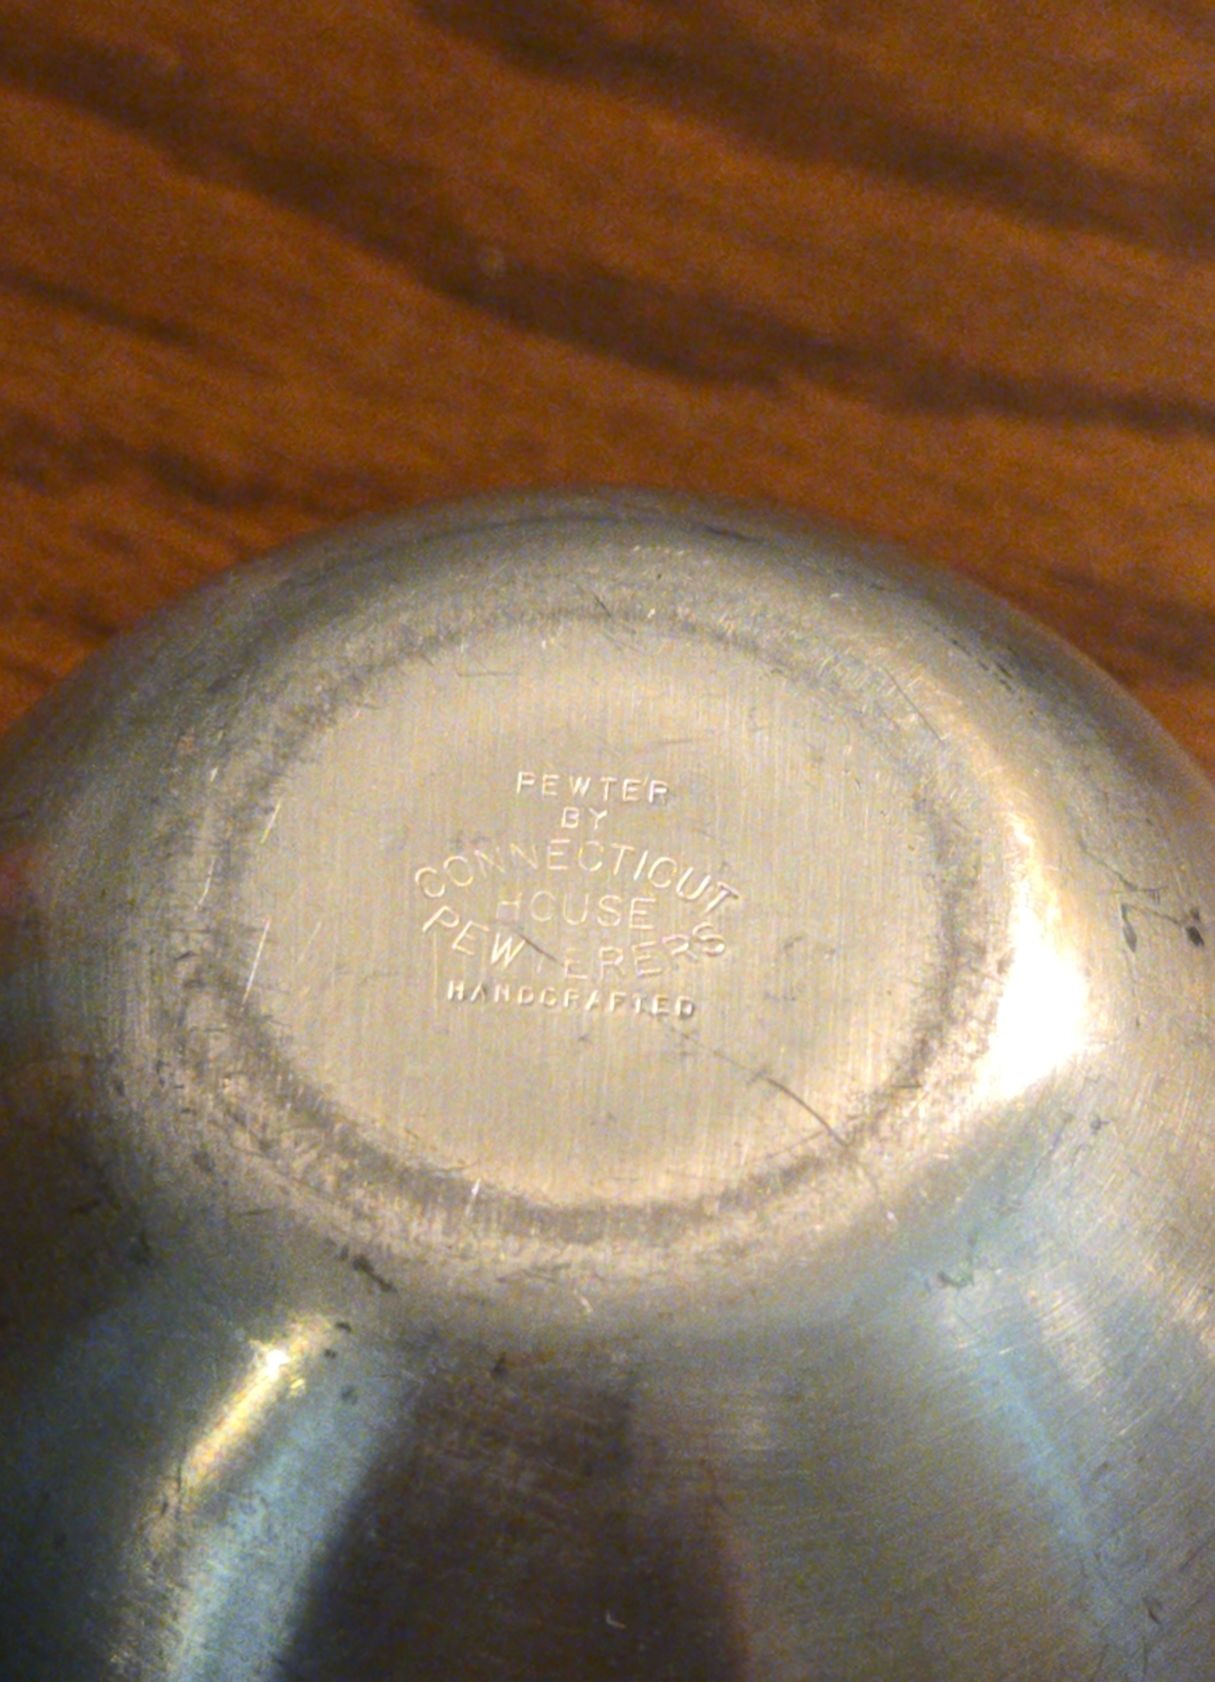 PEWTER
BY
CONNECTICUT
HOUSE
PEWTERERS
HANDCRAFTED